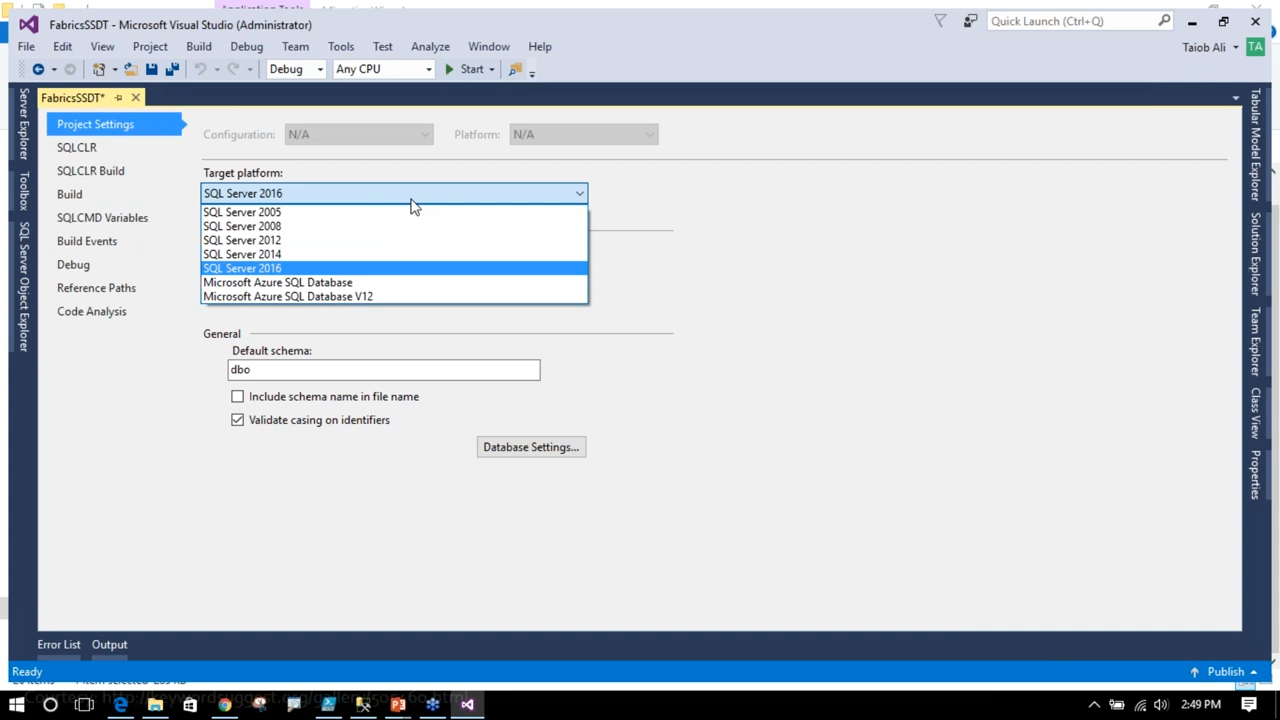 FabricsSSDT - Microsoft Visual Studio (Administrator)
Quick Launch (Ctrl+Q)
File Edit View Project Build Debug Team Tools Test Analyze Window Help
Taiob Ali TA
Debug Any CPU Start
FabricsSSDT*
Server Explorer
Toolbox
SQL Server Object Explorer
Project Settings
SQLCLR
SQLCLR Build
Build
SQLCMD Variables
Build Events
Debug
Reference Paths
Code Analysis
Configuration: N/A Platform: N/A
Target platform:
SQL Server 2016
SQL Server 2005
SQL Server 2008
SQL Server 2012
SQL Server 2014
SQL Server 2016
Microsoft Azure SQL Database
Microsoft Azure SQL Database V12
General
Default schema:
dbo
Include schema name in file name
Validate casing on identifiers
Database Settings...
Tabular Model Explorer
Solution Explorer
Team Explorer
Class View
Properties
Error List Output
Ready
Publish
2:49 PM